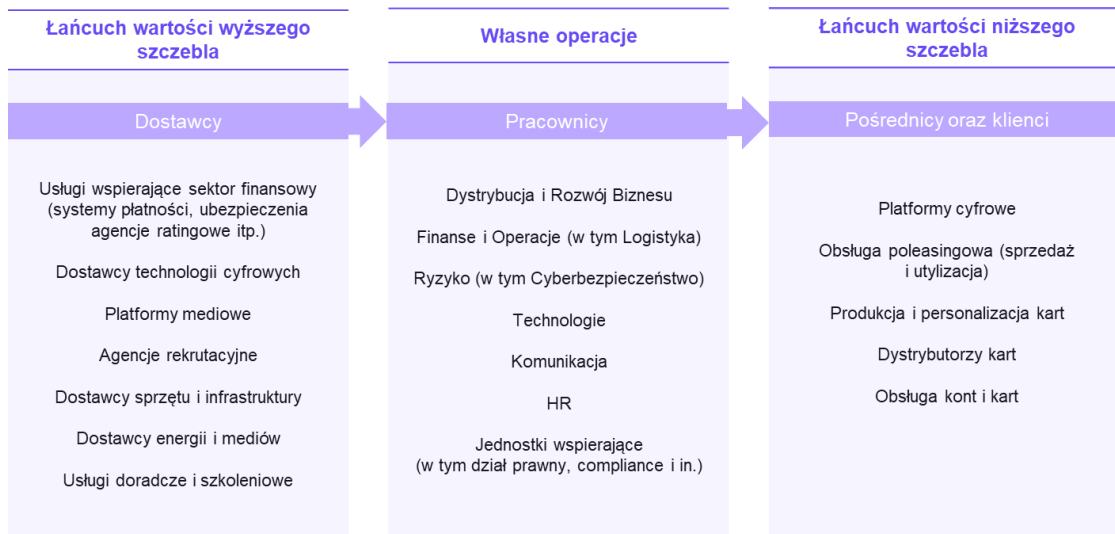 Łańcuch wartości wyższego
szczebla
Dostawcy
Usługi wspierające sektor finansowy
(systemy płatności, ubezpieczenia
agencje ratingowe itp.)
Dostawcy technologii cyfrowych
Platformy mediowe
Agencje rekrutacyjne
Dostawcy sprzętu i infrastruktury
Dostawcy energii i mediów
Usługi doradcze i szkoleniowe
Własne operacje
Pracownicy
Dystrybucja i Rozwój Biznesu
Finanse i Operacje (w tym Logistyka)
Ryzyko (w tym Cyberbezpieczeństwo)
Technologie
Komunikacja
HR
Jednostki wspierające
(w tym dział prawny, compliance i in.)
Łańcuch wartości niższego
szczebla
Pośrednicy oraz klienci
Platformy cyfrowe
Obsługa poleasingowa (sprzedaż
i utylizacja)
Produkcja i personalizacja kart
Dystrybutorzy kart
Obsługa kont i kart